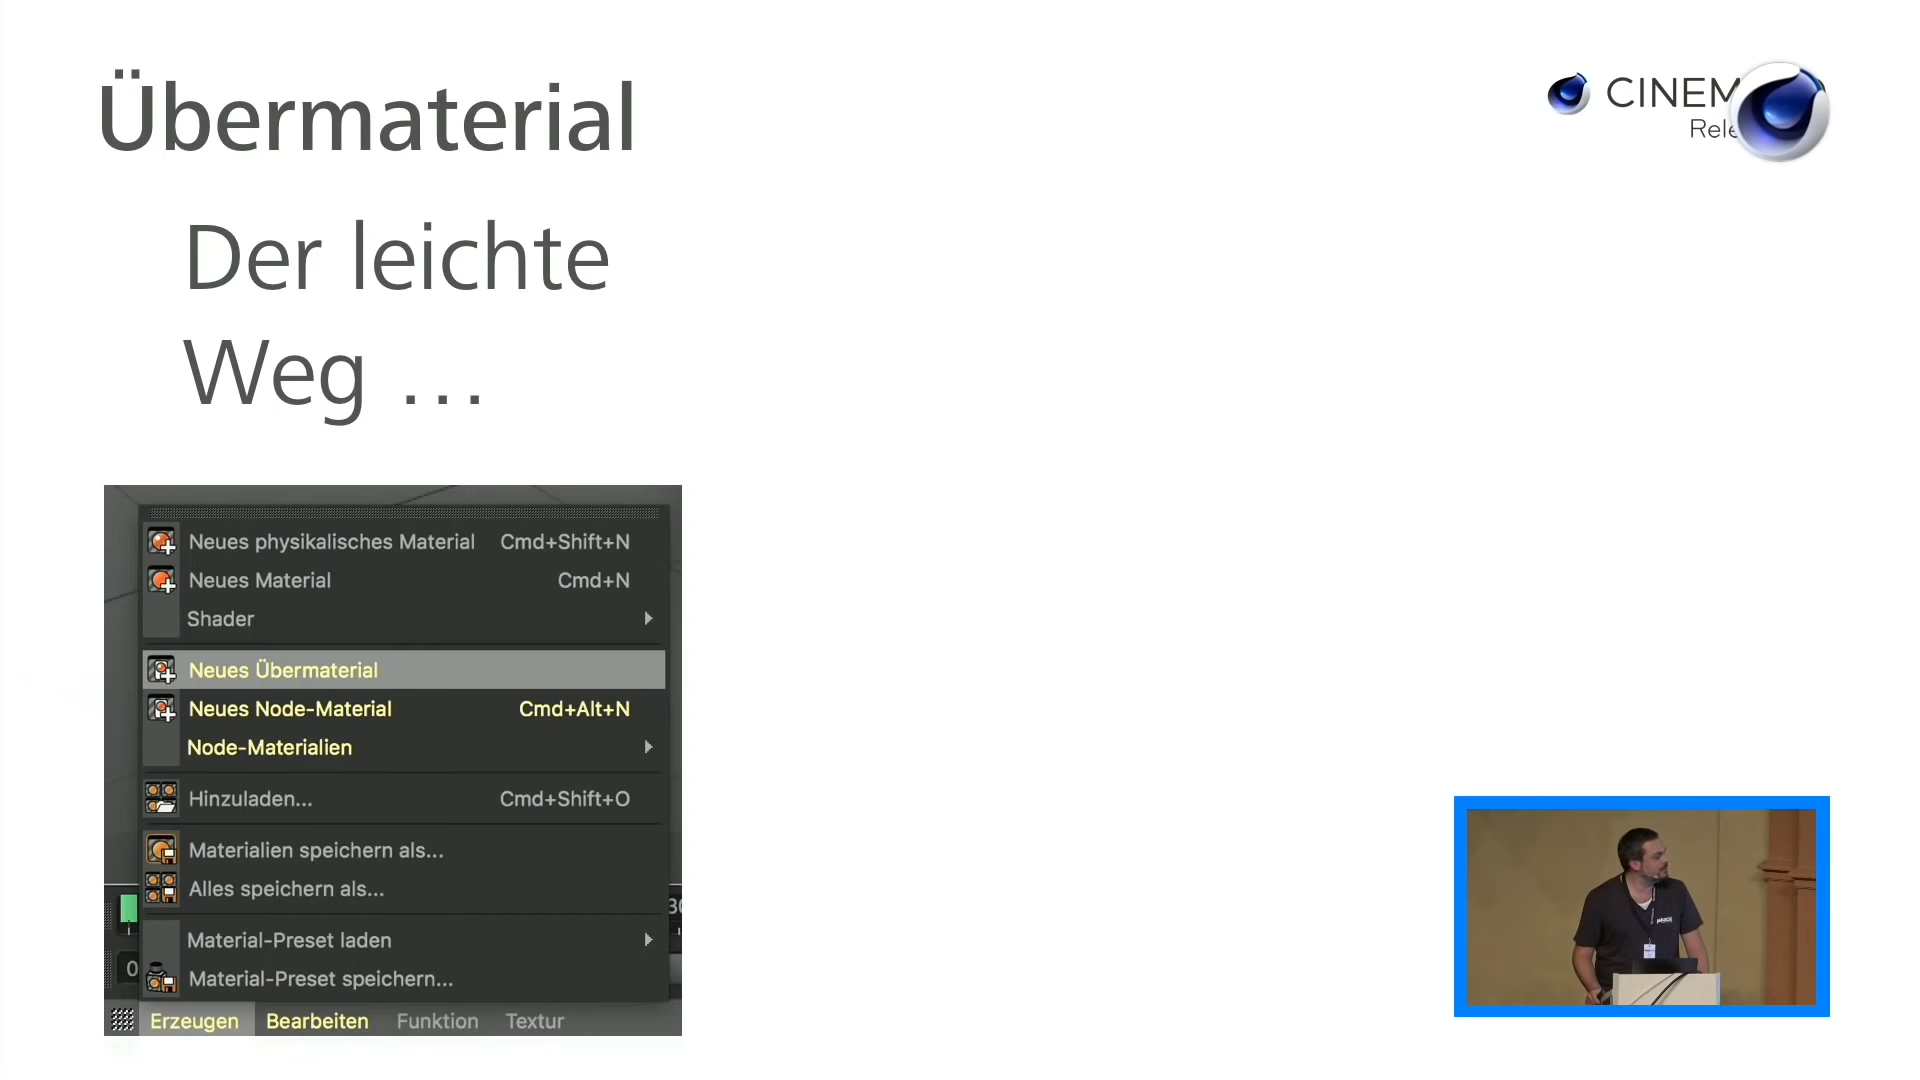 Übermaterial
CINEM
Rele
Der leichte
Weg …
Neues physikalisches Material Cmd+Shift+N
Neues Material Cmd+N
Shader
Neues Übermaterial
Neues Node-Material Cmd+Alt+N
Node-Materialien
Hinzuladen... Cmd+Shift+O
Materialien speichern als...
Alles speichern als...
Material-Preset laden
Material-Preset speichern...
0
Erzeugen Bearbeiten Funktion Textur